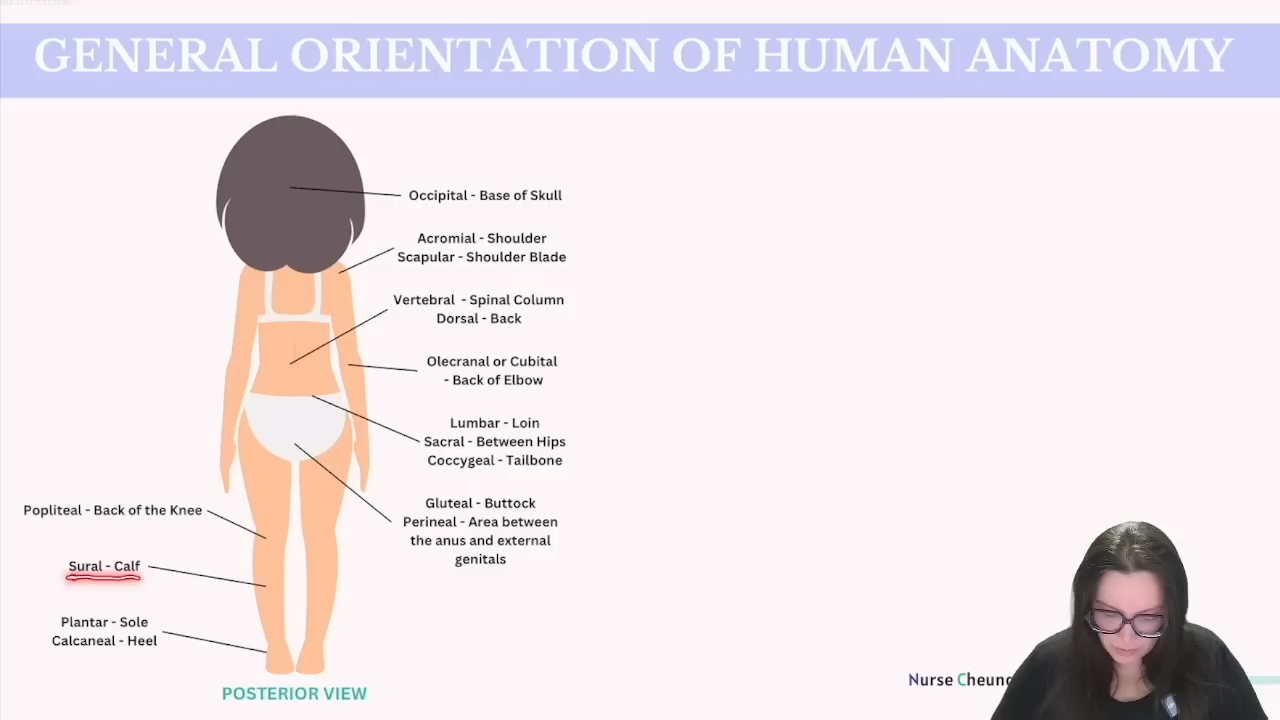 GENERAL ORIENTATION OF HUMAN ANATOMY
Occipital - Base of Skull
Acromial - Shoulder
Scapular - Shoulder Blade
Vertebral - Spinal Column
Dorsal - Back
Olecranal or Cubital
- Back of Elbow
Lumbar - Loin
Sacral - Between Hips
Coccygeal - Tailbone
Gluteal - Buttock
Perineal - Area between
the anus and external
genitals
Popliteal - Back of the Knee
Sural - Calf
Plantar - Sole
Calcaneal - Heel
POSTERIOR VIEW
Nurse Cheung